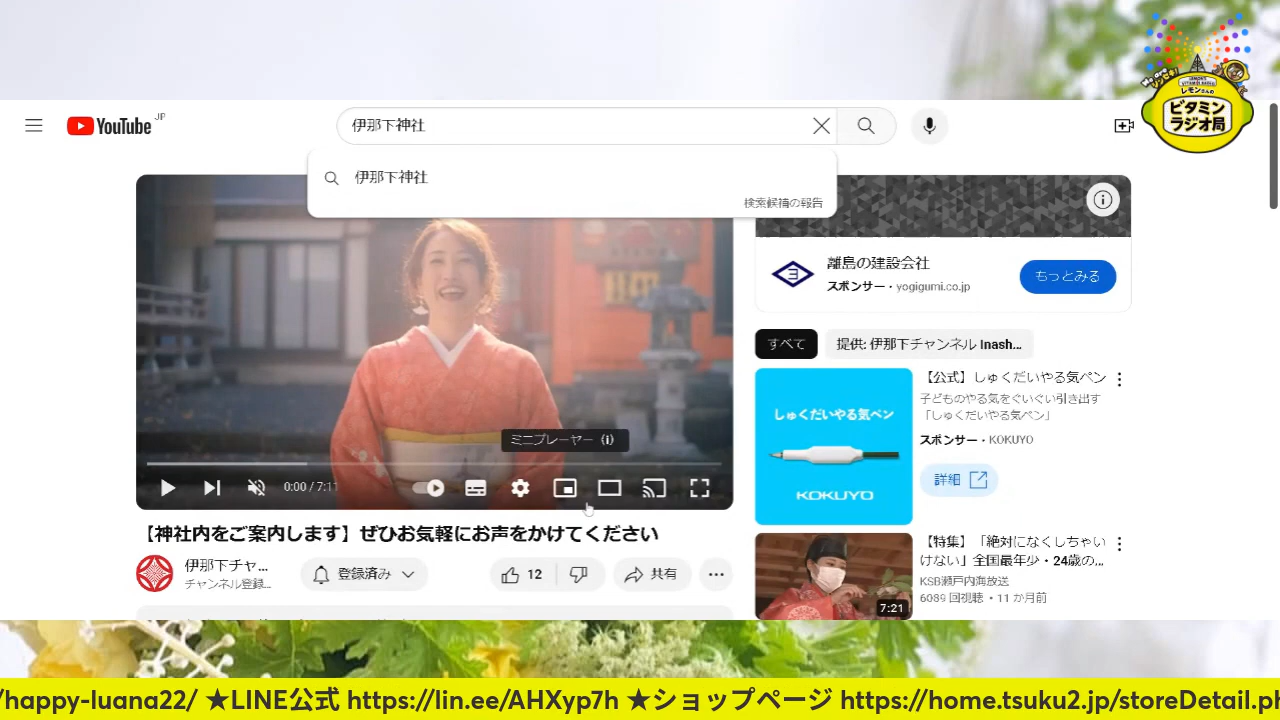 YouTube JP
伊那下神社
伊那下神社
検索候補の報告
LEMON'S VITAMIN RADIO
レモンさんの
ビタミン
ラジオ局
離島の建設会社
スポンサー・yogigumi.co.jp
もっとみる
すべて
提供: 伊那下チャンネル Inash...
ミニプレーヤー (i)
0:00 / 7:11
【神社内をご案内します】ぜひお気軽にお声をかけてください
伊那下チャ...
チャンネル登録...
登録済み
12
共有
しゅくだいやる気ペン
KOKUYO
【公式】しゅくだいやる気ペン
子どものやる気をぐいぐい引き出す
「しゅくだいやる気ペン」
スポンサー・KOKUYO
詳細
7:21
【特集】「絶対になくしちゃい
けない」全国最年少・24歳の...
KSB瀬戸内海放送
6089 回視聴・11 か月前
/happy-luana22/ ★LINE公式 https://lin.ee/AHXyp7h ★ショップページ https://home.tsuku2.jp/storeDetail.ph